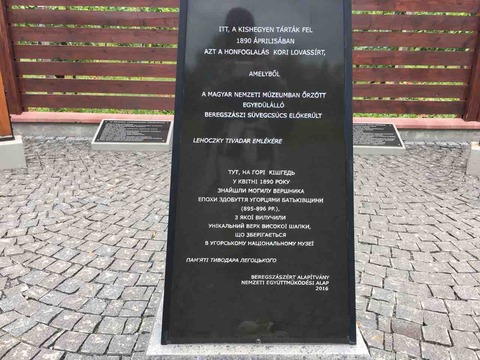 ITT, A KISHEGYEN TÁRTÁK FEL
1890 ÁPRILISÁBAN
AZT A HONFOGLALÁS KORI LOVASSÍRT,
AMELYBŐL
A MAGYAR NEMZETI MÚZEUMBAN ŐRZÖTT
EGYEDÜLÁLLÓ
BEREGSZÁSZI SÜVEGCSÚCS ELŐKERÜLT
LEHOCZKY TIVADAR EMLÉKÉRE
ТУТ, НА ГОРІ КІШГЕДЬ
У КВІТНІ 1890 РОКУ
ЗНАЙШЛИ МОГИЛУ ВЕРШНИКА
ЕПОХИ ЗДОБУТТЯ УГОРЦЯМИ БАТЬКІВЩИНИ
(895-896 РР.),
З ЯКОЇ ВИЛУЧИЛИ
УНІКАЛЬНИЙ ВЕРХ ВИСОКОЇ ШАПКИ,
ЩО ЗБЕРІГАЄТЬСЯ
В УГОРСЬКОМУ НАЦІОНАЛЬНОМУ МУЗЕЇ
ПАМ'ЯТІ ТИВОДАРА ЛЕГОЦЬКОГО
BEREGSZÁSZÉRT ALAPÍTVÁNY
NEMZETI EGYÜTTMŰKÖDÉSI ALAP
2016